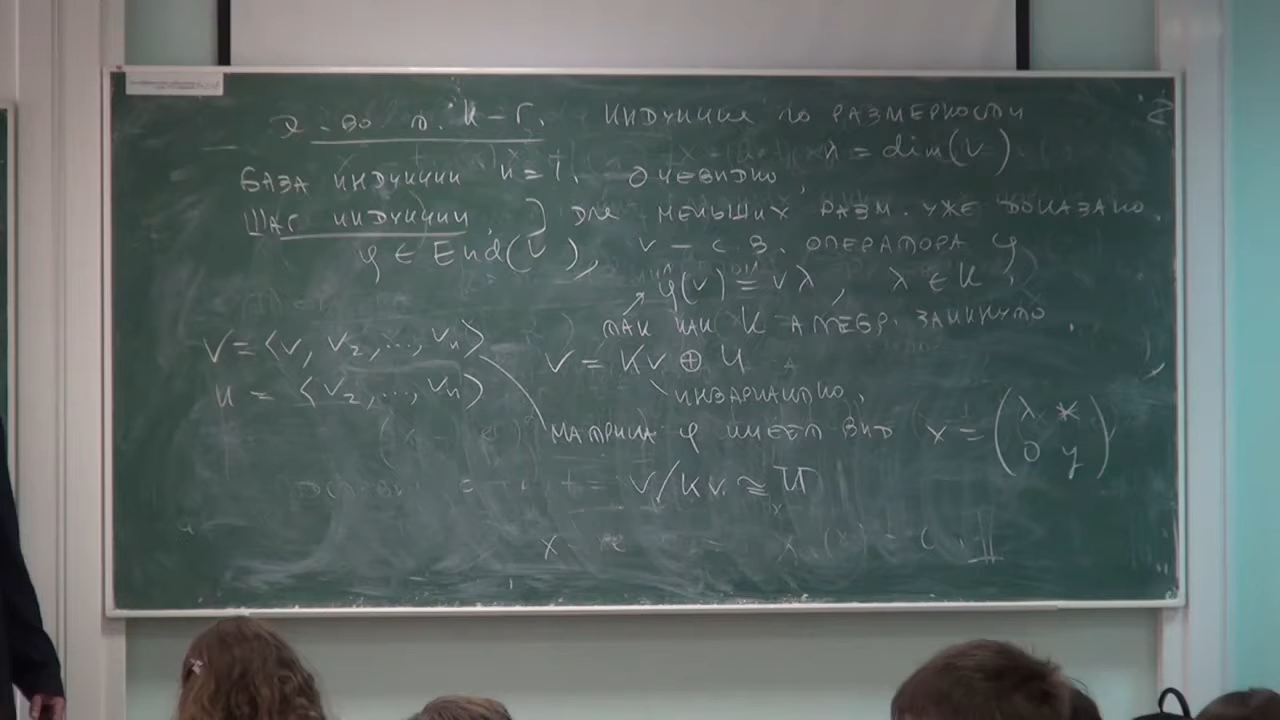 Д-во т. К-Г. ИНДУКЦИЯ ПО РАЗМЕРНОСТИ
n = dim(V)
БАЗА ИНДУКЦИИ n=1. ОЧЕВИДНО,
ШАГ ИНДУКЦИИ, ДЛЯ МЕНЬШИХ РАЗМ. УЖЕ ДОКАЗАНО.
φ ∈ End(V), v – с.в. ОПЕРАТОРА φ
φ(v) = vλ, λ ∈ K,
ТАК КАК K АЛГЕБР. ЗАМКНУТО.
V = ⟨v, v₂, ..., vₙ⟩ V = Kv ⊕ U
U = ⟨v₂, ..., vₙ⟩ ИНВАРИАНТНО,
МАТРИЦА φ ИМЕЕТ ВИД x = (λ *
0 y)
V/Kv ≅ U